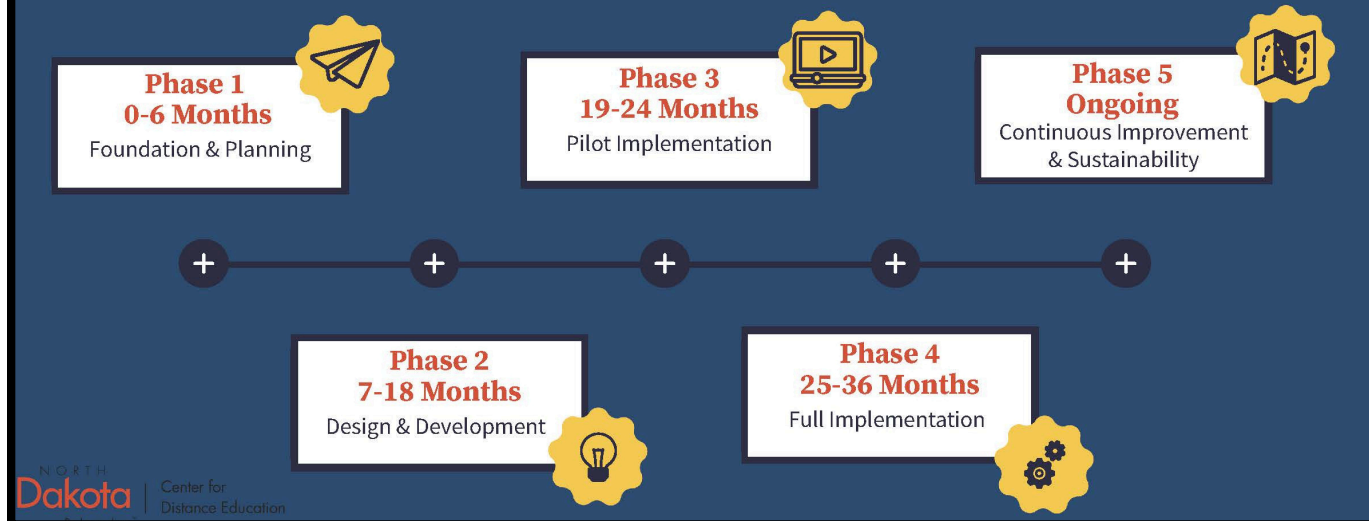 Phase 1
0-6 Months
Foundation & Planning
Phase 3
19-24 Months
Pilot Implementation
Phase 5
Ongoing
Continuous Improvement
& Sustainability
Phase 2
7-18 Months
Design & Development
Phase 4
25-36 Months
Full Implementation
NORTH
Dakota
Center for
Distance Education